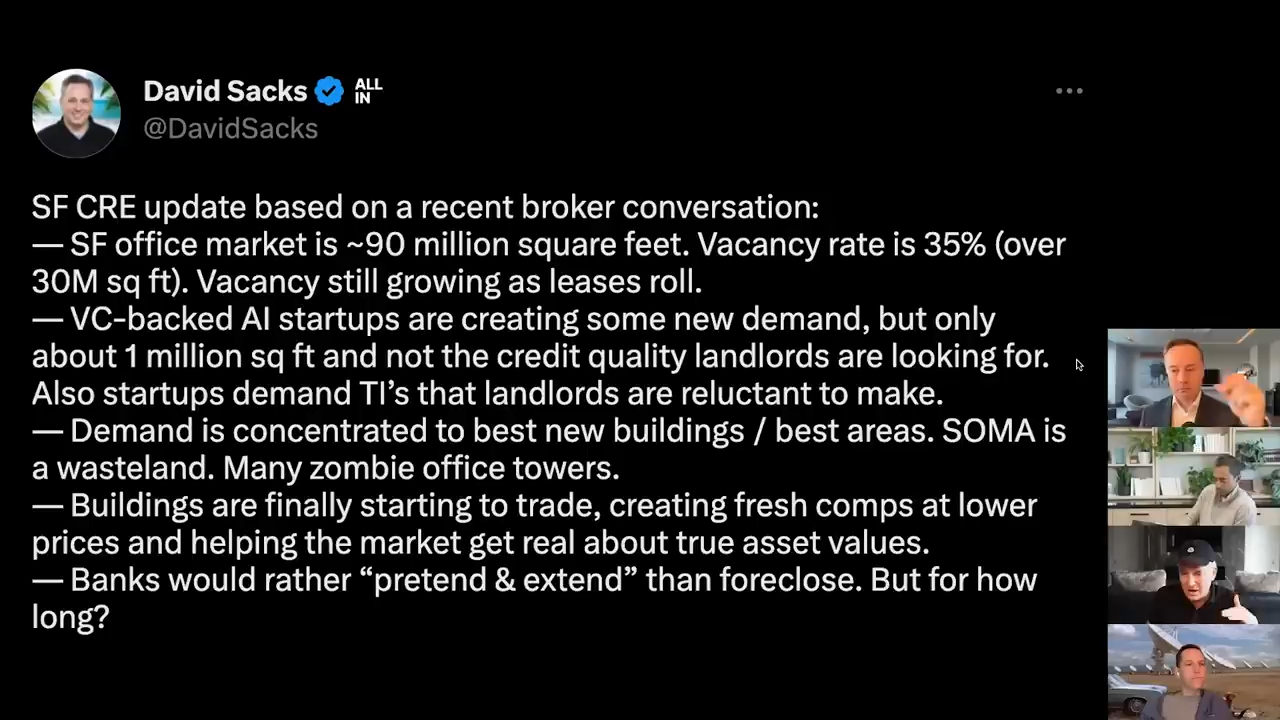 David Sacks ALL
IN
@DavidSacks
SF CRE update based on a recent broker conversation:
— SF office market is ~90 million square feet. Vacancy rate is 35% (over
30M sq ft). Vacancy still growing as leases roll.
— VC-backed AI startups are creating some new demand, but only
about 1 million sq ft and not the credit quality landlords are looking for.
Also startups demand TI’s that landlords are reluctant to make.
— Demand is concentrated to best new buildings / best areas. SOMA is
a wasteland. Many zombie office towers.
— Buildings are finally starting to trade, creating fresh comps at lower
prices and helping the market get real about true asset values.
— Banks would rather “pretend & extend” than foreclose. But for how
long?